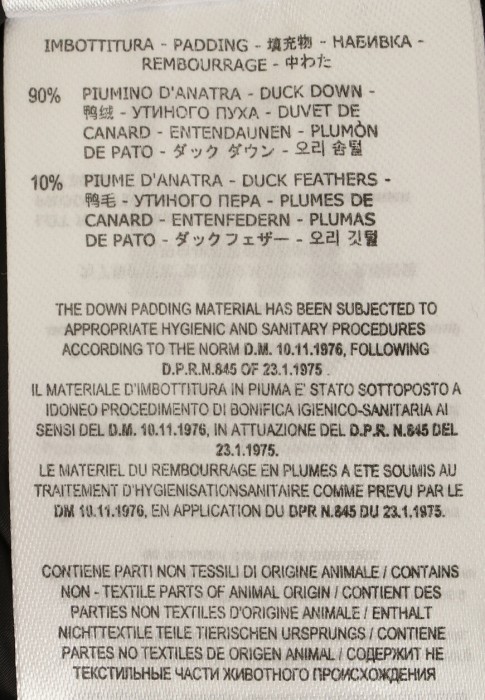 IMBOTTITURA - PADDING - 填充物 - НАБИВКА -
REMBOURRAGE - 中わた
90% PIUMINO D'ANATRA - DUCK DOWN -
鸭绒 - УТИНОГО ПУХА - DUVET DE
CANARD - ENTENDAUNEN - PLUMÒN
DE PATO - ダック ダウン - 오리 솜털
10% PIUME D'ANATRA - DUCK FEATHERS -
鸭毛 - УТИНОГО ПЕРА - PLUMES DE
CANARD - ENTENFEDERN - PLUMAS
DE PATO - ダックフェザー - 오리 깃털
THE DOWN PADDING MATERIAL HAS BEEN SUBJECTED TO
APPROPRIATE HYGIENIC AND SANITARY PROCEDURES
ACCORDING TO THE NORM D.M. 10.11.1976, FOLLOWING
D.P.R.N.845 OF 23.1.1975 .
IL MATERIALE D'IMBOTTITURA IN PIUMA E' STATO SOTTOPOSTO A
IDONEO PROCEDIMENTO DI BONIFICA IGIENICO-SANITARIA AI
SENSI DEL D.M. 10.11.1976, IN ATTUAZIONE DEL D.P.R. N.845 DEL
23.1.1975.
LE MATERIEL DU REMBOURRAGE EN PLUMES A ETE SOUMIS AU
TRAITEMENT D'HYGIENISATIONSANITAIRE COMME PREVU PAR LE
DM 10.11.1976, EN APPLICATION DU DPR N.845 DU 23.1.1975.
CONTIENE PARTI NON TESSILI DI ORIGINE ANIMALE / CONTAINS
NON - TEXTILE PARTS OF ANIMAL ORIGIN / CONTIENT DES
PARTIES NON TEXTILES D'ORIGINE ANIMALE / ENTHALT
NICHTTEXTILE TEILE TIERISCHEN URSPRUNGS / CONTIENE
PARTES NO TEXTILES DE ORIGEN ANIMAL / СОДЕРЖИТ НЕ
ТЕКСТИЛЬНЫЕ ЧАСТИ ЖИВОТНОГО ПРОИСХОЖДЕНИЯ